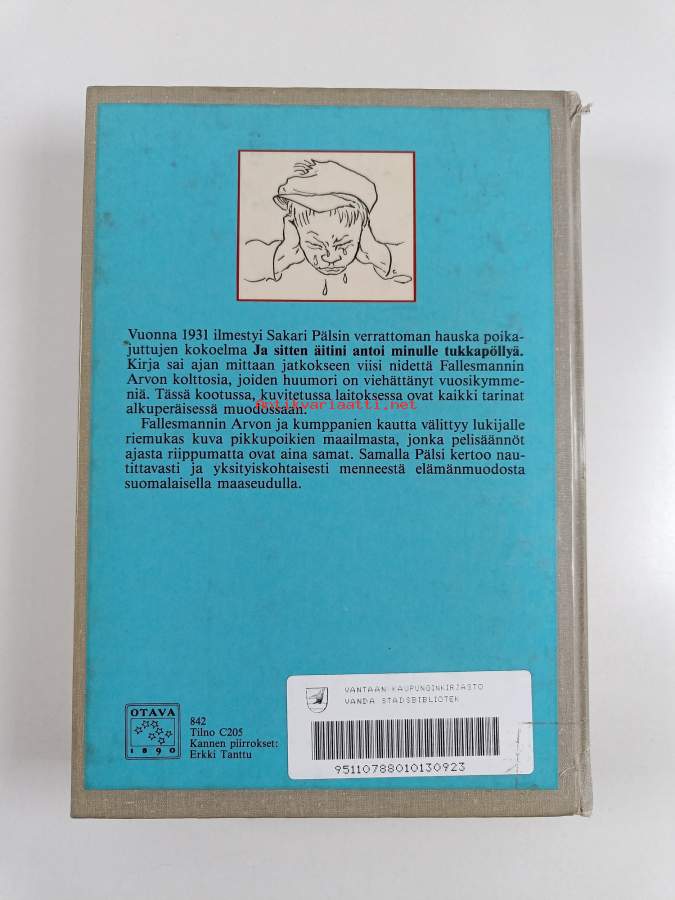 Vuonna 1931 ilmestyi Sakari Pälsin verrattoman hauska poika-
juttujen kokoelma Ja sitten äitini antoi minulle tukkapöllyä.
Kirja sai ajan mittaan jatkokseen viisi nidettä Fallesmannin
Arvon kolttosia, joiden huumori on viehättänyt vuosikymme-
niä. Tässä kootussa, kuvitetussa laitoksessa ovat kaikki tarinat
antikvariaatti.net
alkuperäisessä muodossaan.
Fallesmannin Arvon ja kumppanien kautta välittyy lukijalle
riemukas kuva pikkupoikien maailmasta, jonka pelisäännöt
ajasta riippumatta ovat aina samat. Samalla Pälsi kertoo nau-
tittavasti ja yksityiskohtaisesti menneestä elämänmuodosta
suomalaisella maaseudulla.
OTAVA
1890
842
Tilno C205
Kannen piirrokset:
Erkki Tanttu
VANTAAN KAUPUNGINKIRJASTO
VANDA STADSBIBLIOTEK
95110788010130923